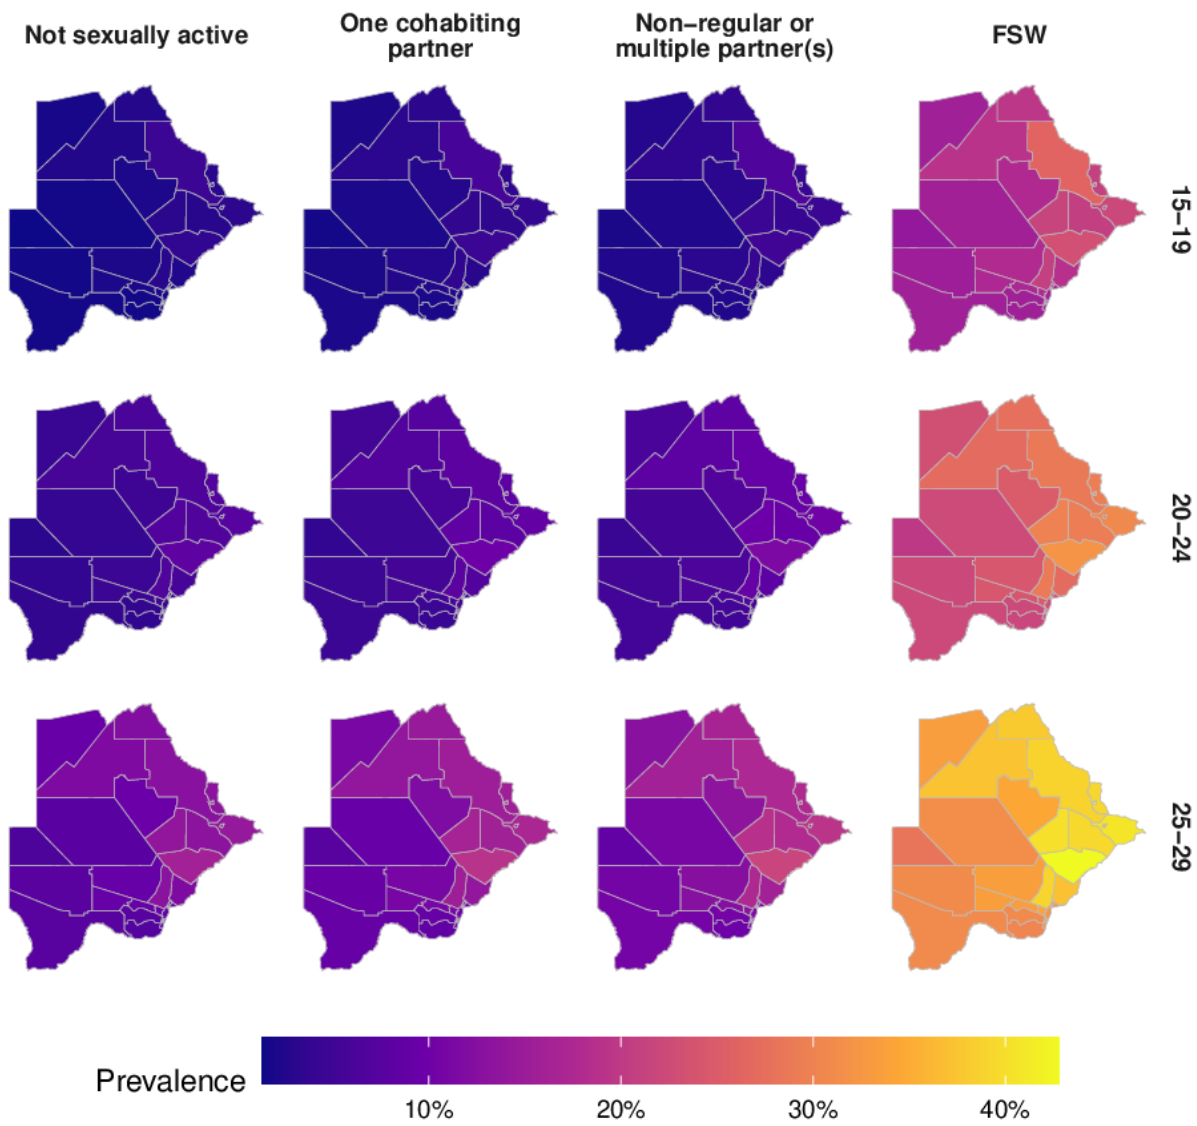 Not sexually active
One cohabiting
partner
Non−regular or
multiple partner(s)
FSW
15−19
20−24
25−29
Prevalence
10%
20%
30%
40%